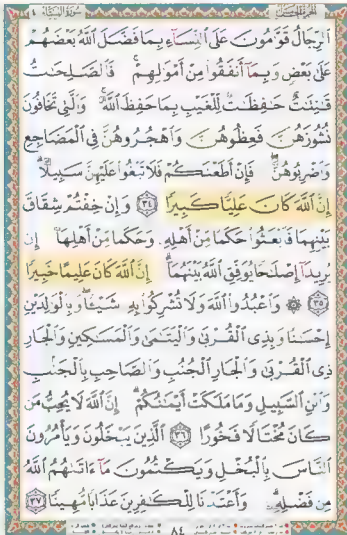 سُورَةُ النِّسَاءِ ٤
الرِّجَالُ قَوَّٰمُونَ عَلَى النِّسَاءِ بِمَا فَضَّلَ اللَّهُ بَعْضَهُمْ
عَلَىٰ بَعْضٍ وَبِمَا أَنفَقُوا مِنْ أَمْوَٰلِهِمْ ۚ فَالصَّٰلِحَٰتُ
قَٰنِتَٰتٌ حَٰفِظَٰتٌ لِّلْغَيْبِ بِمَا حَفِظَ اللَّهُ ۚ وَالَّٰتِي تَخَافُونَ
نُشُوزَهُنَّ فَعِظُوهُنَّ وَاهْجُرُوهُنَّ فِي الْمَضَاجِعِ
وَاضْرِبُوهُنَّ ۖ فَإِنْ أَطَعْنَكُمْ فَلَا تَبْغُوا عَلَيْهِنَّ سَبِيلًا ۗ
إِنَّ اللَّهَ كَانَ عَلِيًّا كَبِيرًا ٣٤ وَإِنْ خِفْتُمْ شِقَاقَ
بَيْنِهِمَا فَابْعَثُوا حَكَمًا مِّنْ أَهْلِهِ وَحَكَمًا مِّنْ أَهْلِهَا إِن
يُرِيدَا إِصْلَٰحًا يُوَفِّقِ اللَّهُ بَيْنَهُمَا ۗ إِنَّ اللَّهَ كَانَ عَلِيمًا خَبِيرًا
٣٥ ۞ وَاعْبُدُوا اللَّهَ وَلَا تُشْرِكُوا بِهِ شَيْـًٔا ۖ وَبِالْوَٰلِدَيْنِ
إِحْسَٰنًا وَبِذِي الْقُرْبَىٰ وَالْيَتَٰمَىٰ وَالْمَسَٰكِينِ وَالْجَارِ
ذِي الْقُرْبَىٰ وَالْجَارِ الْجُنُبِ وَالصَّاحِبِ بِالْجَنبِ
وَابْنِ السَّبِيلِ وَمَا مَلَكَتْ أَيْمَٰنُكُمْ ۗ إِنَّ اللَّهَ لَا يُحِبُّ مَن
كَانَ مُخْتَالًا فَخُورًا ٣٦ الَّذِينَ يَبْخَلُونَ وَيَأْمُرُونَ
النَّاسَ بِالْبُخْلِ وَيَكْتُمُونَ مَا ءَاتَىٰهُمُ اللَّهُ
مِن فَضْلِهِ ۗ وَأَعْتَدْنَا لِلْكَٰفِرِينَ عَذَابًا مُّهِينًا ٣٧
٨٤